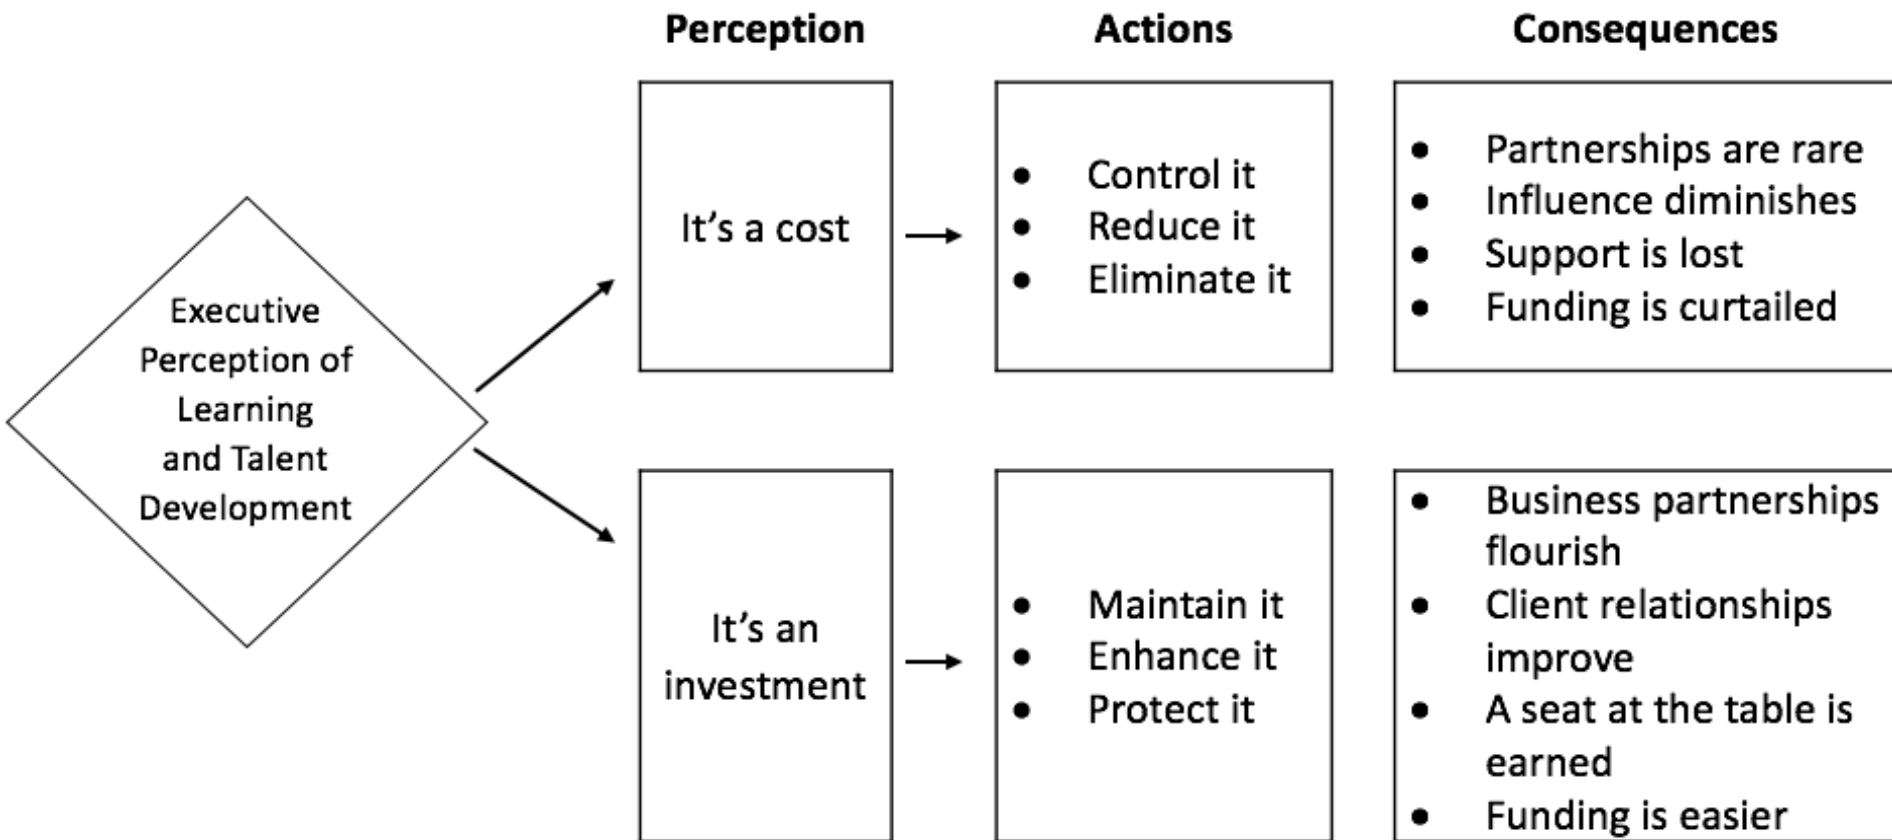 Perception
Actions
Consequences
Executive
Perception of
Learning
and Talent
Development
It's a cost
• Control it
• Reduce it
• Eliminate it
• Partnerships are rare
• Influence diminishes
• Support is lost
• Funding is curtailed
It's an
investment
• Maintain it
• Enhance it
• Protect it
• Business partnerships
flourish
• Client relationships
improve
• A seat at the table is
earned
• Funding is easier